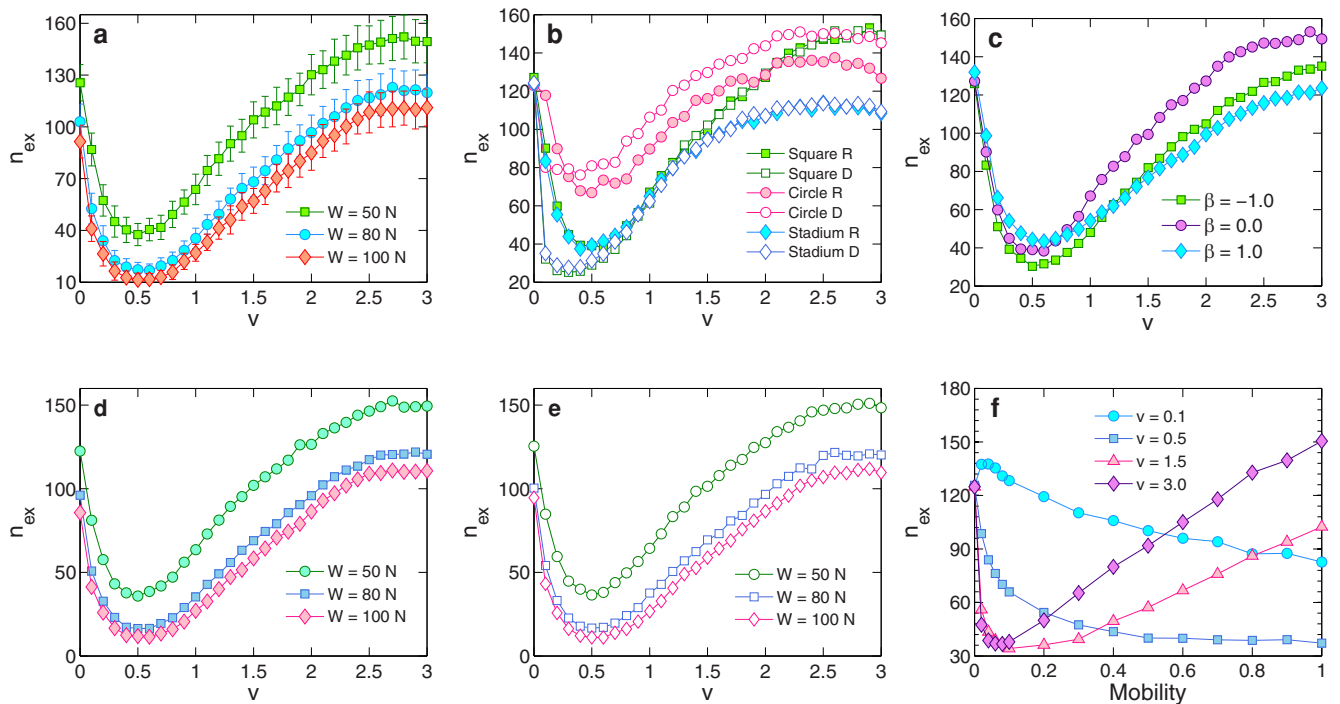 a
n_ex
160
130
100
70
40
10
W = 50 N
W = 80 N
W = 100 N
0 0.5 1 1.5 2 2.5 3
v
b
n_ex
160
140
120
100
80
60
40
20
Square R
Square D
Circle R
Circle D
Stadium R
Stadium D
0 0.5 1 1.5 2 2.5 3
v
c
n_ex
160
140
120
100
80
60
40
20
β = −1.0
β = 0.0
β = 1.0
0 0.5 1 1.5 2 2.5 3
v
d
n_ex
150
100
50
0
W = 50 N
W = 80 N
W = 100 N
0 0.5 1 1.5 2 2.5 3
v
e
n_ex
150
100
50
0
W = 50 N
W = 80 N
W = 100 N
0 0.5 1 1.5 2 2.5 3
v
f
n_ex
180
150
120
90
60
30
v = 0.1
v = 0.5
v = 1.5
v = 3.0
0 0.2 0.4 0.6 0.8 1
Mobility